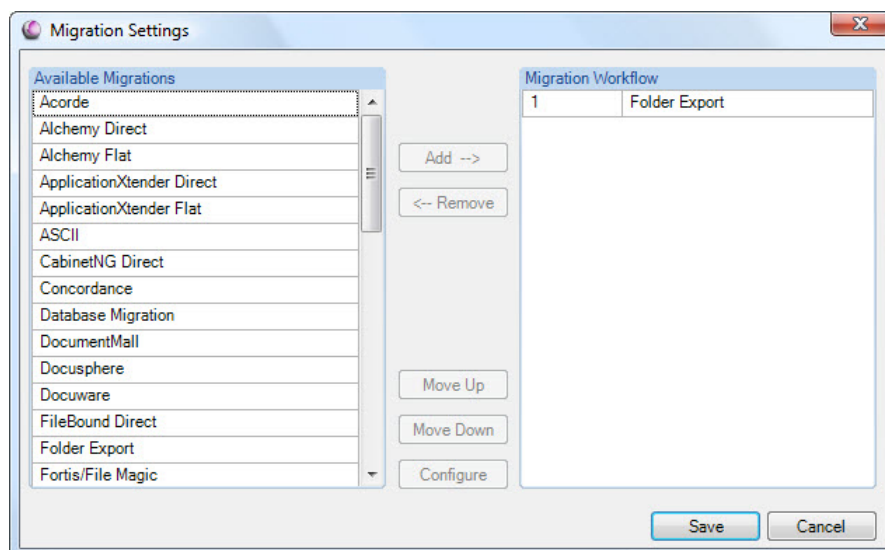 Migration Settings
Available Migrations
Acorde
Alchemy Direct
Alchemy Flat
ApplicationXtender Direct
ApplicationXtender Flat
ASCII
CabinetNG Direct
Concordance
Database Migration
DocumentMall
Docusphere
Docuware
FileBound Direct
Folder Export
Fortis/File Magic
Add -->
<-- Remove
Move Up
Move Down
Configure
Migration Workflow
1 Folder Export
Save Cancel